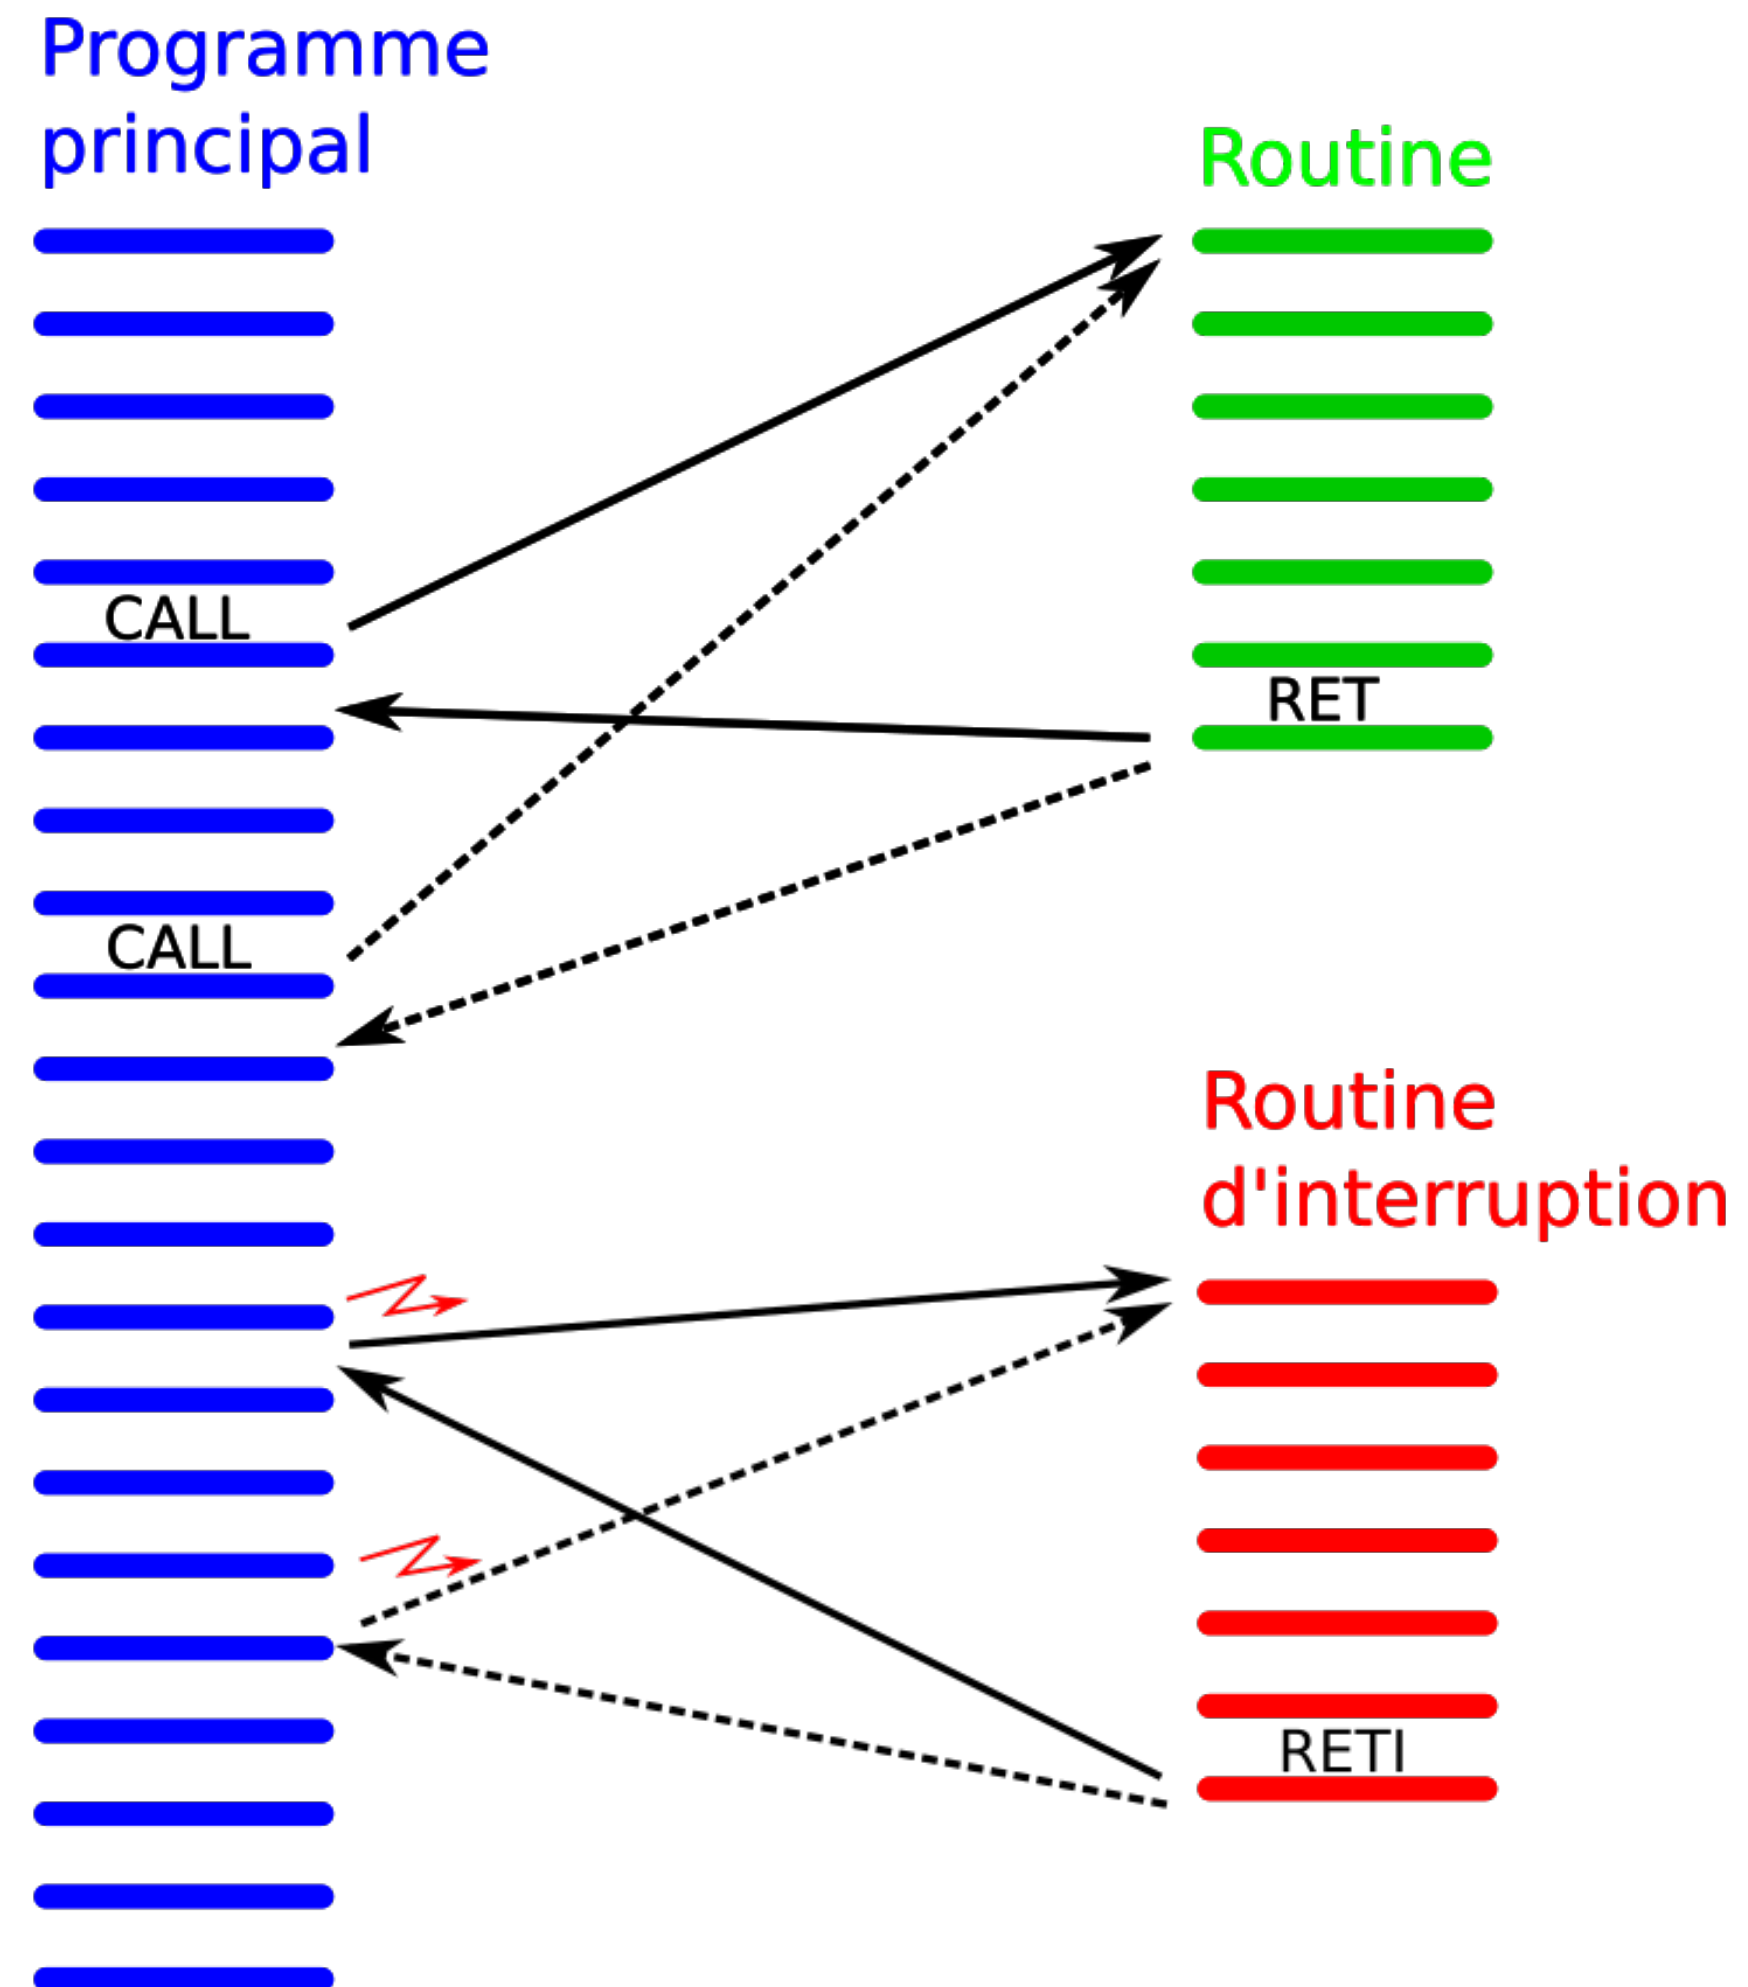 Programme
principal
Routine
CALL
RET
CALL
Routine
d'interruption
RETI